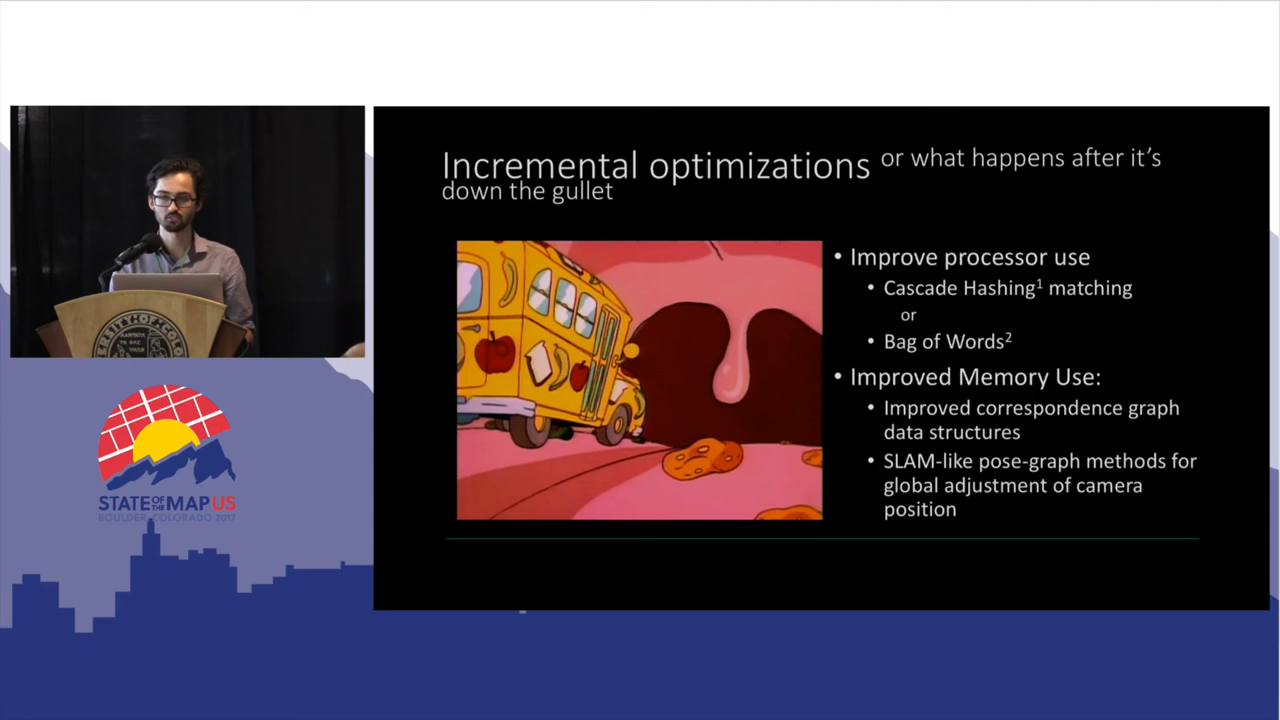 Incremental optimizations or what happens after it's
down the gullet
• Improve processor use
• Cascade Hashing¹ matching
or
• Bag of Words²
• Improved Memory Use:
• Improved correspondence graph
data structures
• SLAM-like pose-graph methods for
global adjustment of camera
position
STATE OF THE MAP US
BOULDER, COLORADO 2017